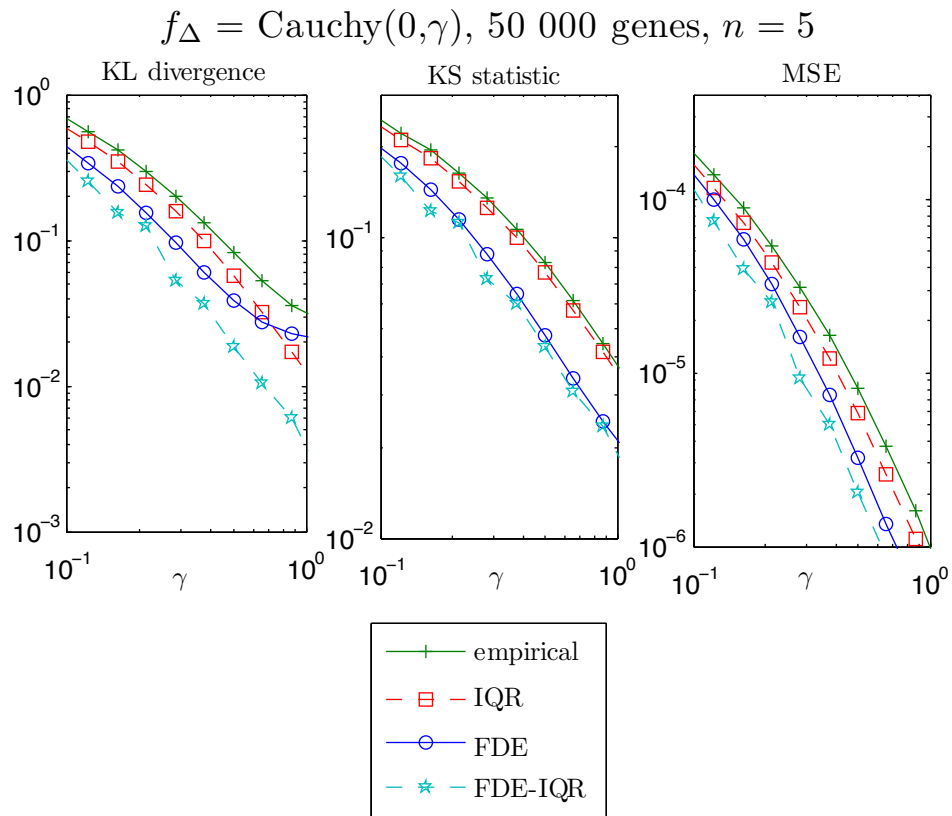 f_Δ = Cauchy(0,γ), 50 000 genes, n = 5
KL divergence
KS statistic
MSE
10^0
10^-1
10^-2
10^-3
10^-1
γ
10^0
10^-1
10^-2
10^-1
γ
10^0
10^-4
10^-5
10^-6
10^-1
γ
10^0
empirical
IQR
FDE
FDE-IQR